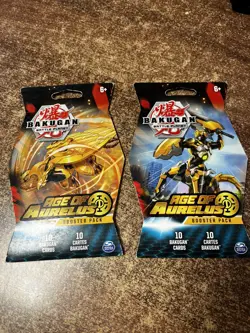 6+
BAKUGAN
BATTLE PLANET
AGE OF
AURELUS
BOOSTER PACK
10
BAKUGAN
CARDS
10
CARTES
BAKUGAN
6+
BAKUGAN
BATTLE PLANET
AGE OF
AURELUS
BOOSTER PACK
10
BAKUGAN
CARDS
10
CARTES
BAKUGAN